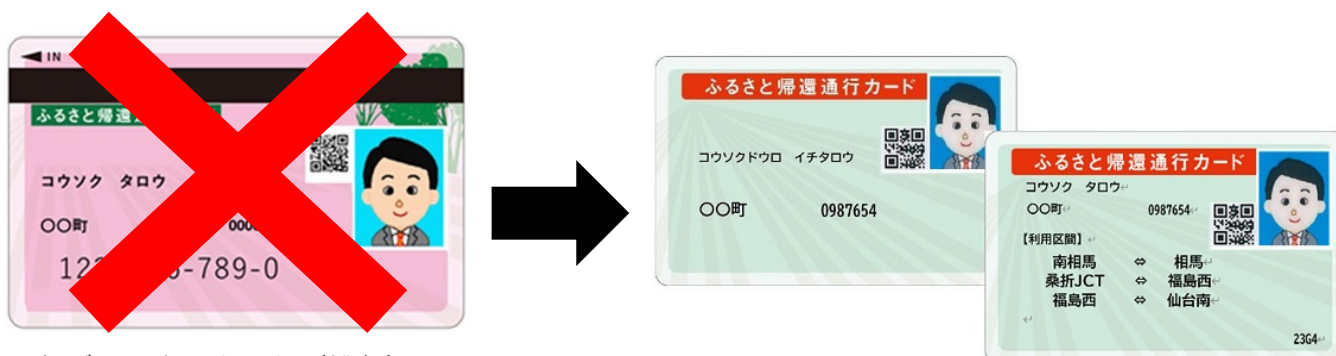 IN
ふるさと帰還
コウソク タロウ
〇〇町
789-0
ふるさと帰還通行カード
コウソクドウロ イチタロウ
〇〇町 0987654
ふるさと帰還通行カード
コウソク タロウ
〇〇町 0987654
【利用区間】
南相馬 ⇔ 相馬
桑折JCT ⇔ 福島西
福島西 ⇔ 仙台南
23G4